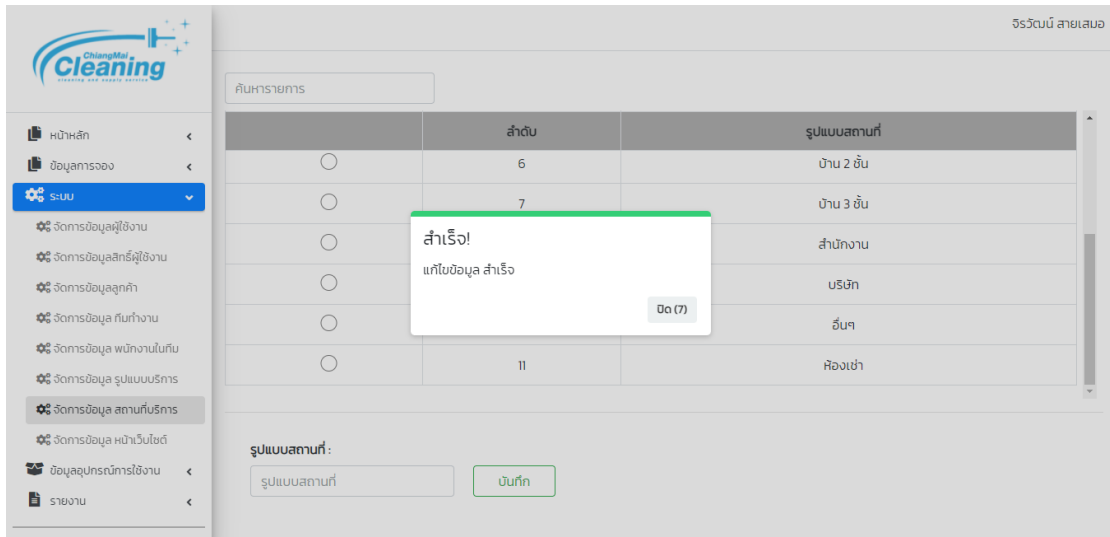 จิรวัฒน์ สายเสมอ
ChiangMai
Cleaning
cleaning and supply service
ค้นหารายการ
หน้าหลัก
ข้อมูลการจอง
ระบบ
จัดการข้อมูลผู้ใช้งาน
จัดการข้อมูลสิทธิ์ผู้ใช้งาน
จัดการข้อมูลลูกค้า
จัดการข้อมูล ทีมทำงาน
จัดการข้อมูล พนักงานในทีม
จัดการข้อมูล รูปแบบบริการ
จัดการข้อมูล สถานที่บริการ
จัดการข้อมูล หน้าเว็บไซต์
ข้อมูลอุปกรณ์การใช้งาน
รายงาน
ลำดับ รูปแบบสถานที่
6 บ้าน 2 ชั้น
7 บ้าน 3 ชั้น
สำนักงาน
บริษัท
อื่นๆ
11 ห้องเช่า
สำเร็จ!
แก้ไขข้อมูล สำเร็จ
ปิด (7)
รูปแบบสถานที่ :
รูปแบบสถานที่
บันทึก